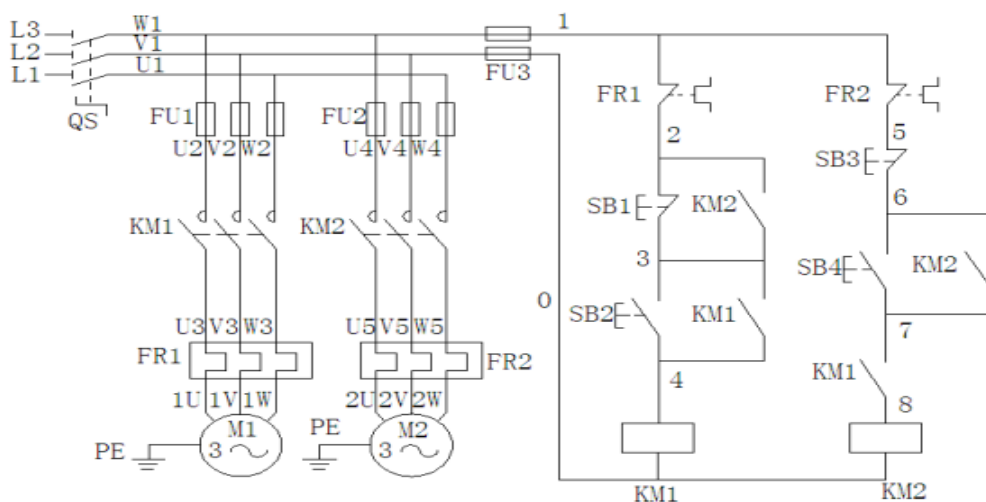 L3 W1 1
L2 V1
L1 U1 FU3
QS FU1 FU2 FR1 FR2
U2 V2 W2 U4 V4 W4 2 5
SB3
SB1 KM2 6
KM1 KM2
3 SB4 KM2
0
SB2 KM1
U3 V3 W3 U5 V5 W5 7
FR1 FR2 4 KM1
1U 1V 1W 2U 2V 2W 8
M1 PE M2
PE 3 3
KM1 KM2